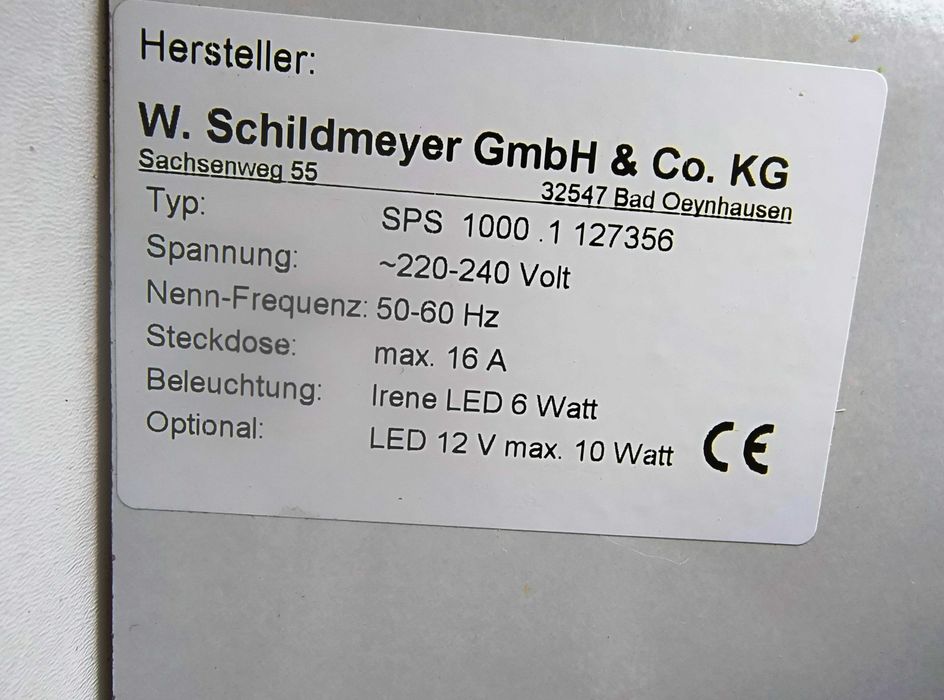 Hersteller:
W. Schildmeyer GmbH & Co. KG
Sachsenweg 55 32547 Bad Oeynhausen
Typ: SPS 1000 .1 127356
Spannung: ~220-240 Volt
Nenn-Frequenz: 50-60 Hz
Steckdose: max. 16 A
Beleuchtung: Irene LED 6 Watt
Optional: LED 12 V max. 10 Watt
CE